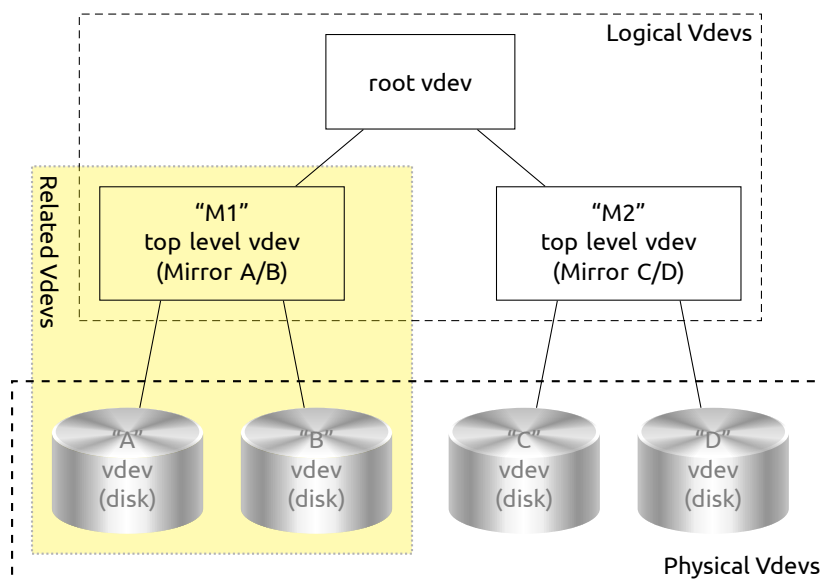 Logical Vdevs
root vdev
Related Vdevs
“M1”
top level vdev
(Mirror A/B)
“M2”
top level vdev
(Mirror C/D)
“A”
vdev
(disk)
“B”
vdev
(disk)
“C”
vdev
(disk)
“D”
vdev
(disk)
Physical Vdevs